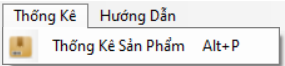 Thống Kê Hướng Dẫn
Thống Kê Sản Phẩm Alt+P